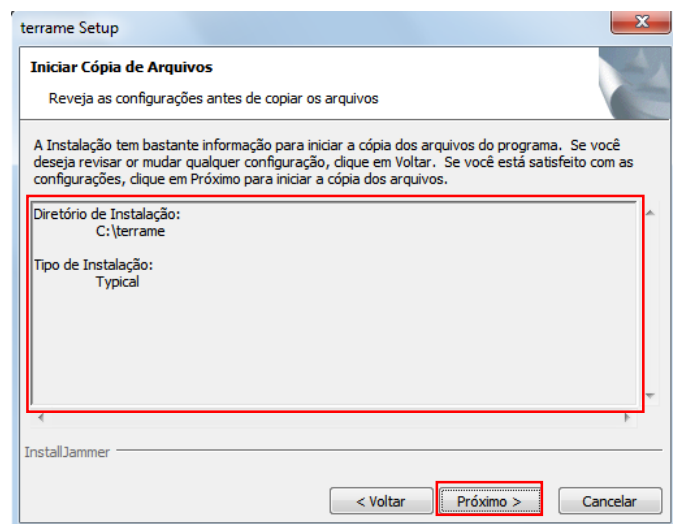 terrame Setup
Iniciar Cópia de Arquivos
Reveja as configurações antes de copiar os arquivos
A Instalação tem bastante informação para iniciar a cópia dos arquivos do programa.  Se você
deseja revisar or mudar qualquer configuração, clique em Voltar.  Se você está satisfeito com as
configurações, clique em Próximo para iniciar a cópia dos arquivos.
Diretório de Instalação:
C:\terrame
Tipo de Instalação:
Typical
InstallJammer
< Voltar
Próximo >
Cancelar